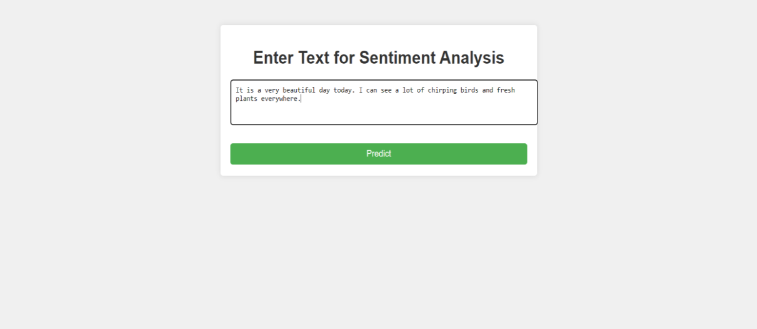 Enter Text for Sentiment Analysis
It is a very beautiful day today. I can see a lot of chirping birds and fresh
plants everywhere.
Predict